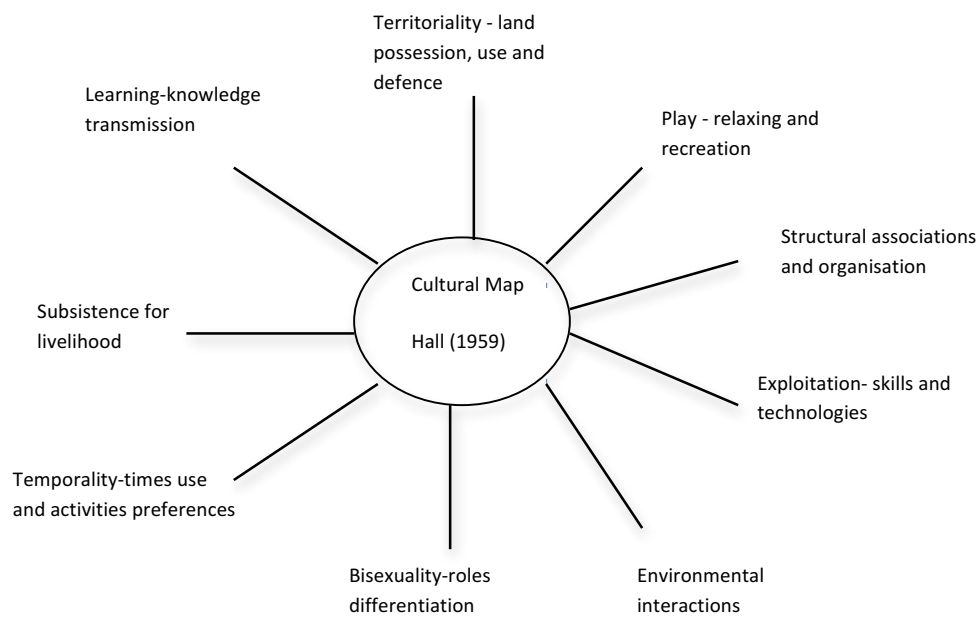 Territoriality - land
possession, use and
defence
Learning-knowledge
transmission
Play - relaxing and
recreation
Structural associations
and organisation
Cultural Map
Hall (1959)
Subsistence for
livelihood
Exploitation- skills and
technologies
Temporality-times use
and activities preferences
Bisexuality-roles
differentiation
Environmental
interactions